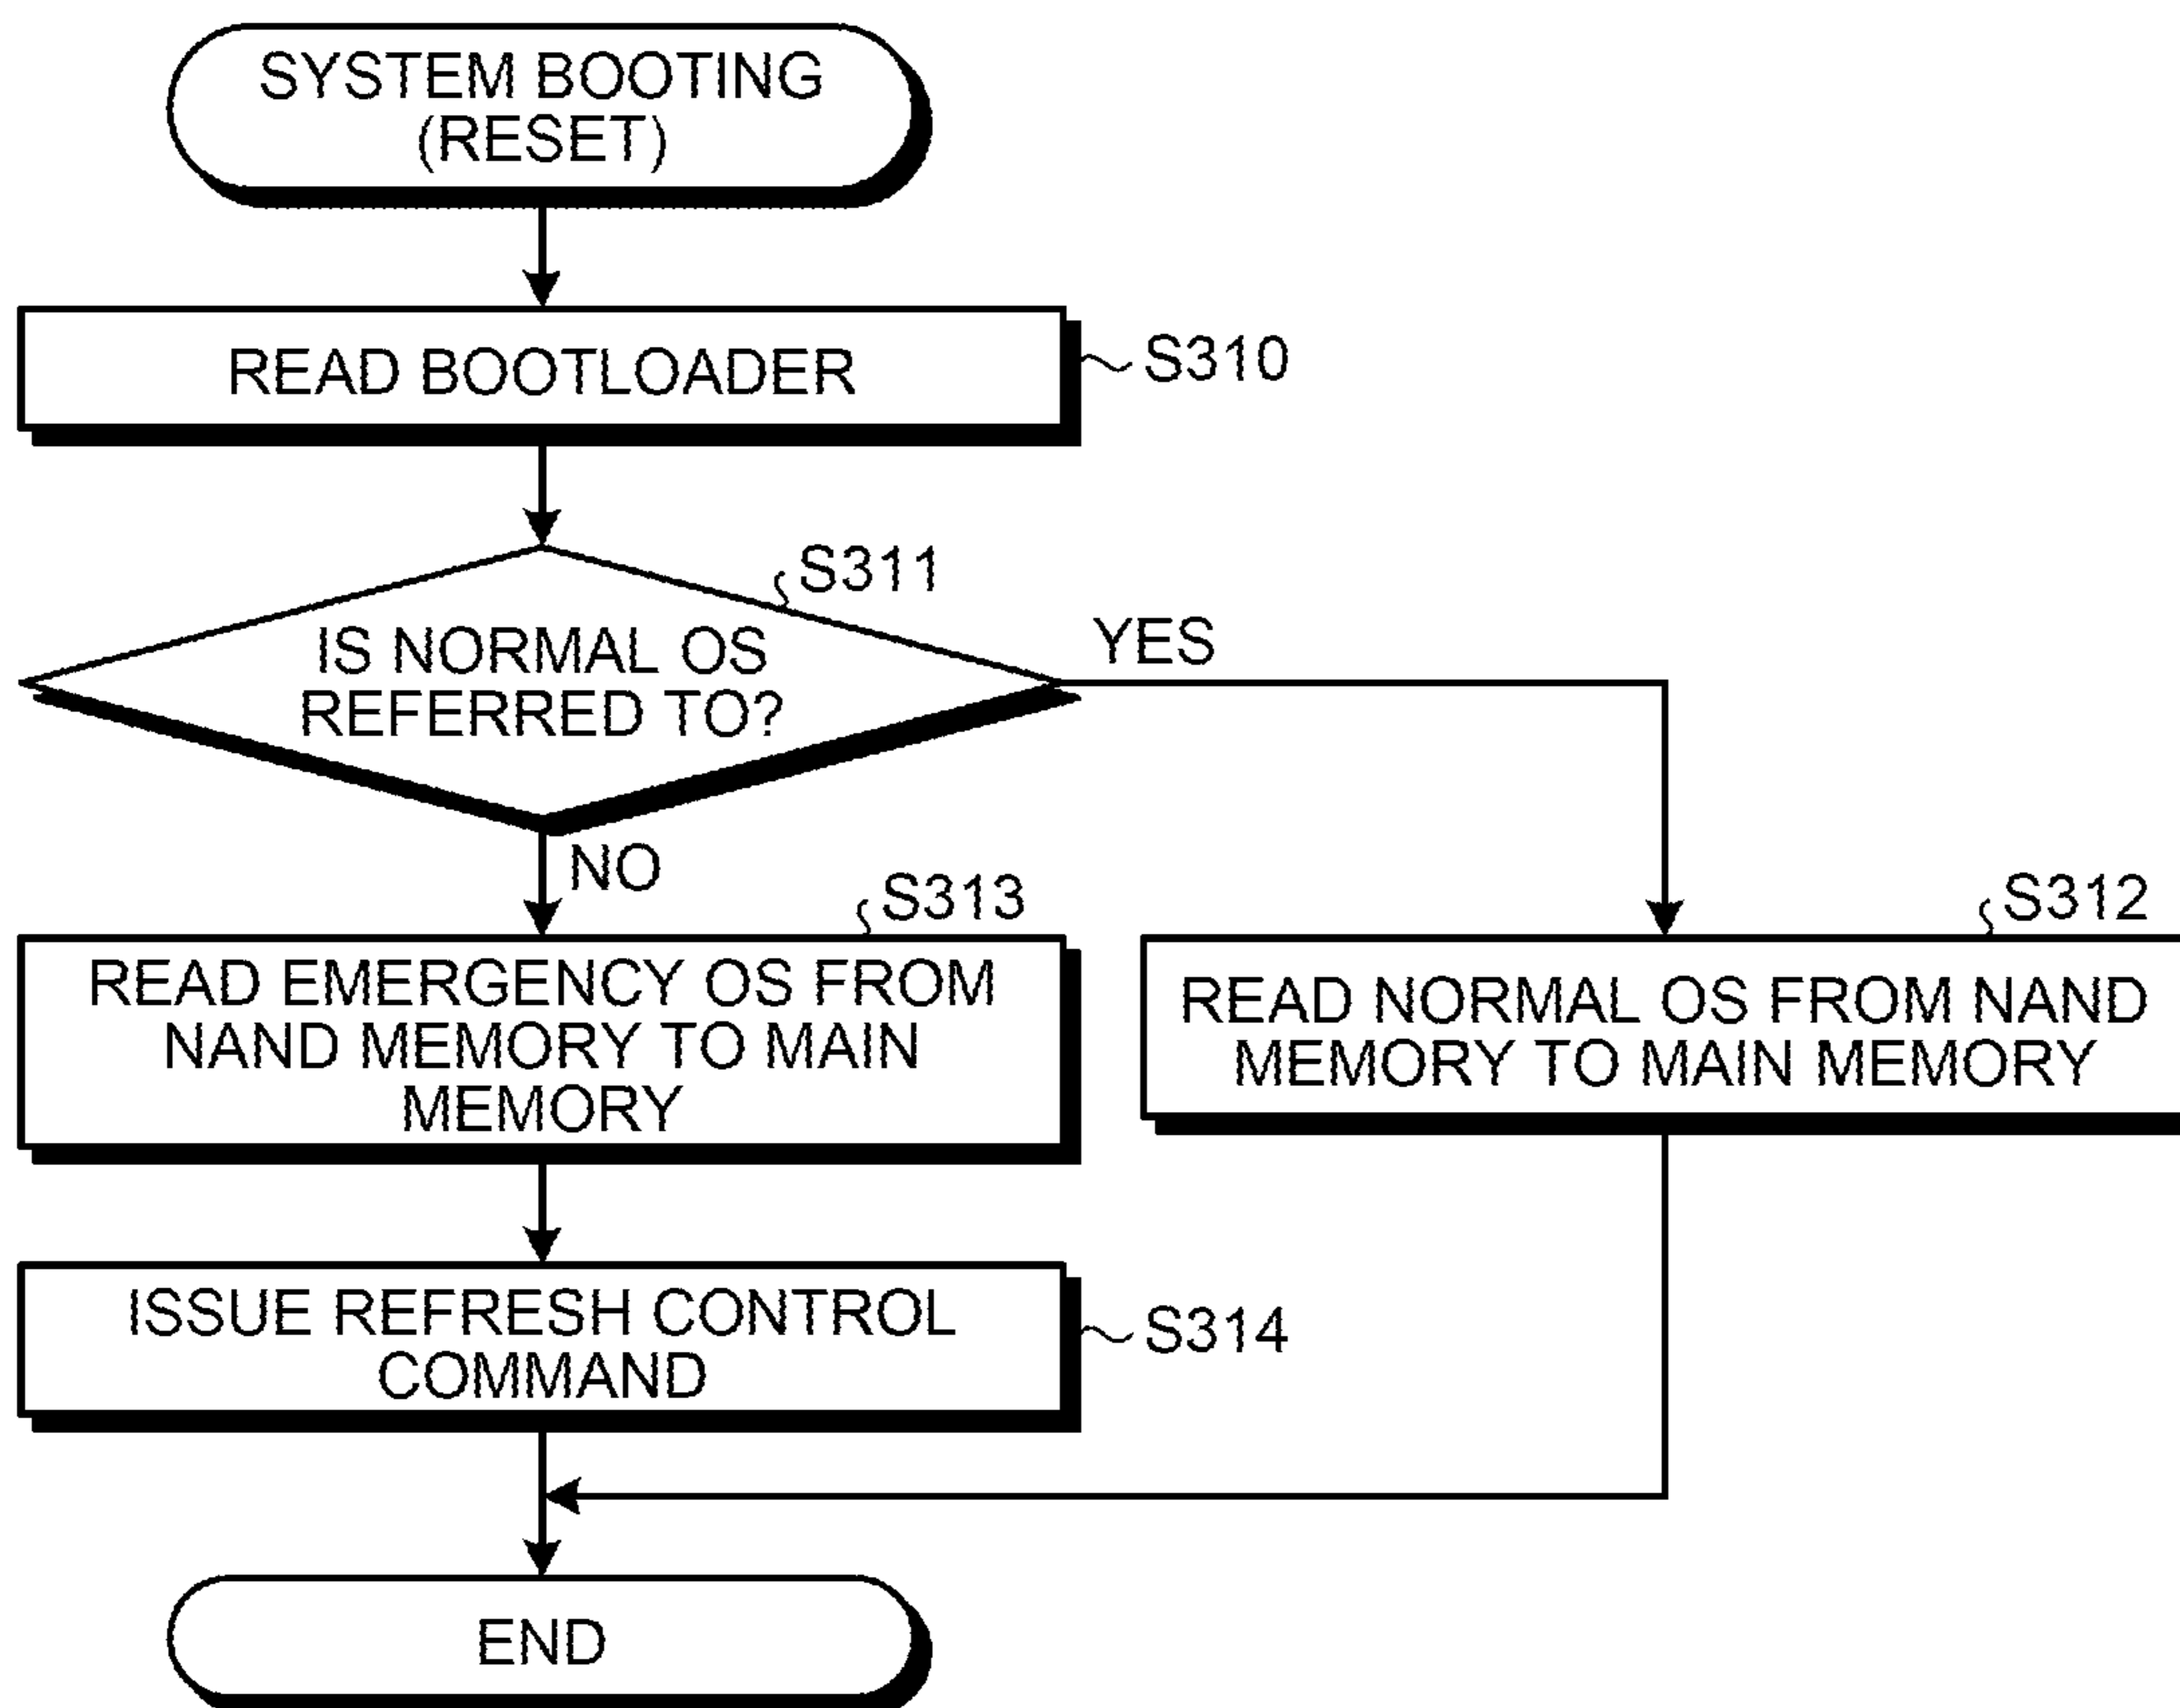 SYSTEM BOOTING
(RESET)
READ BOOTLOADER
S310
S311
IS NORMAL OS
REFERRED TO?
YES
NO
S313
READ EMERGENCY OS FROM
NAND MEMORY TO MAIN
MEMORY
S312
READ NORMAL OS FROM NAND
MEMORY TO MAIN MEMORY
ISSUE REFRESH CONTROL
COMMAND
S314
END